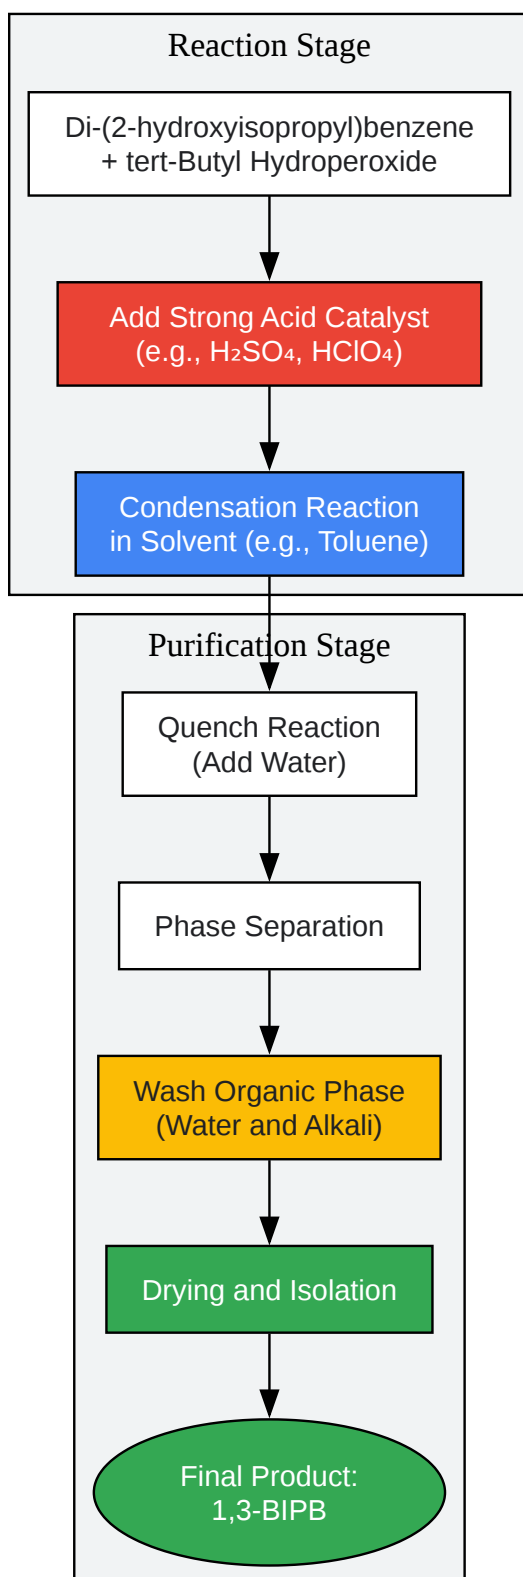 Reaction Stage
Di-(2-hydroxyisopropyl)benzene
+ tert-Butyl Hydroperoxide
Add Strong Acid Catalyst
(e.g., H₂SO₄, HClO₄)
Condensation Reaction
in Solvent (e.g., Toluene)
Purification Stage
Quench Reaction
(Add Water)
Phase Separation
Wash Organic Phase
(Water and Alkali)
Drying and Isolation
Final Product:
1,3-BIPB